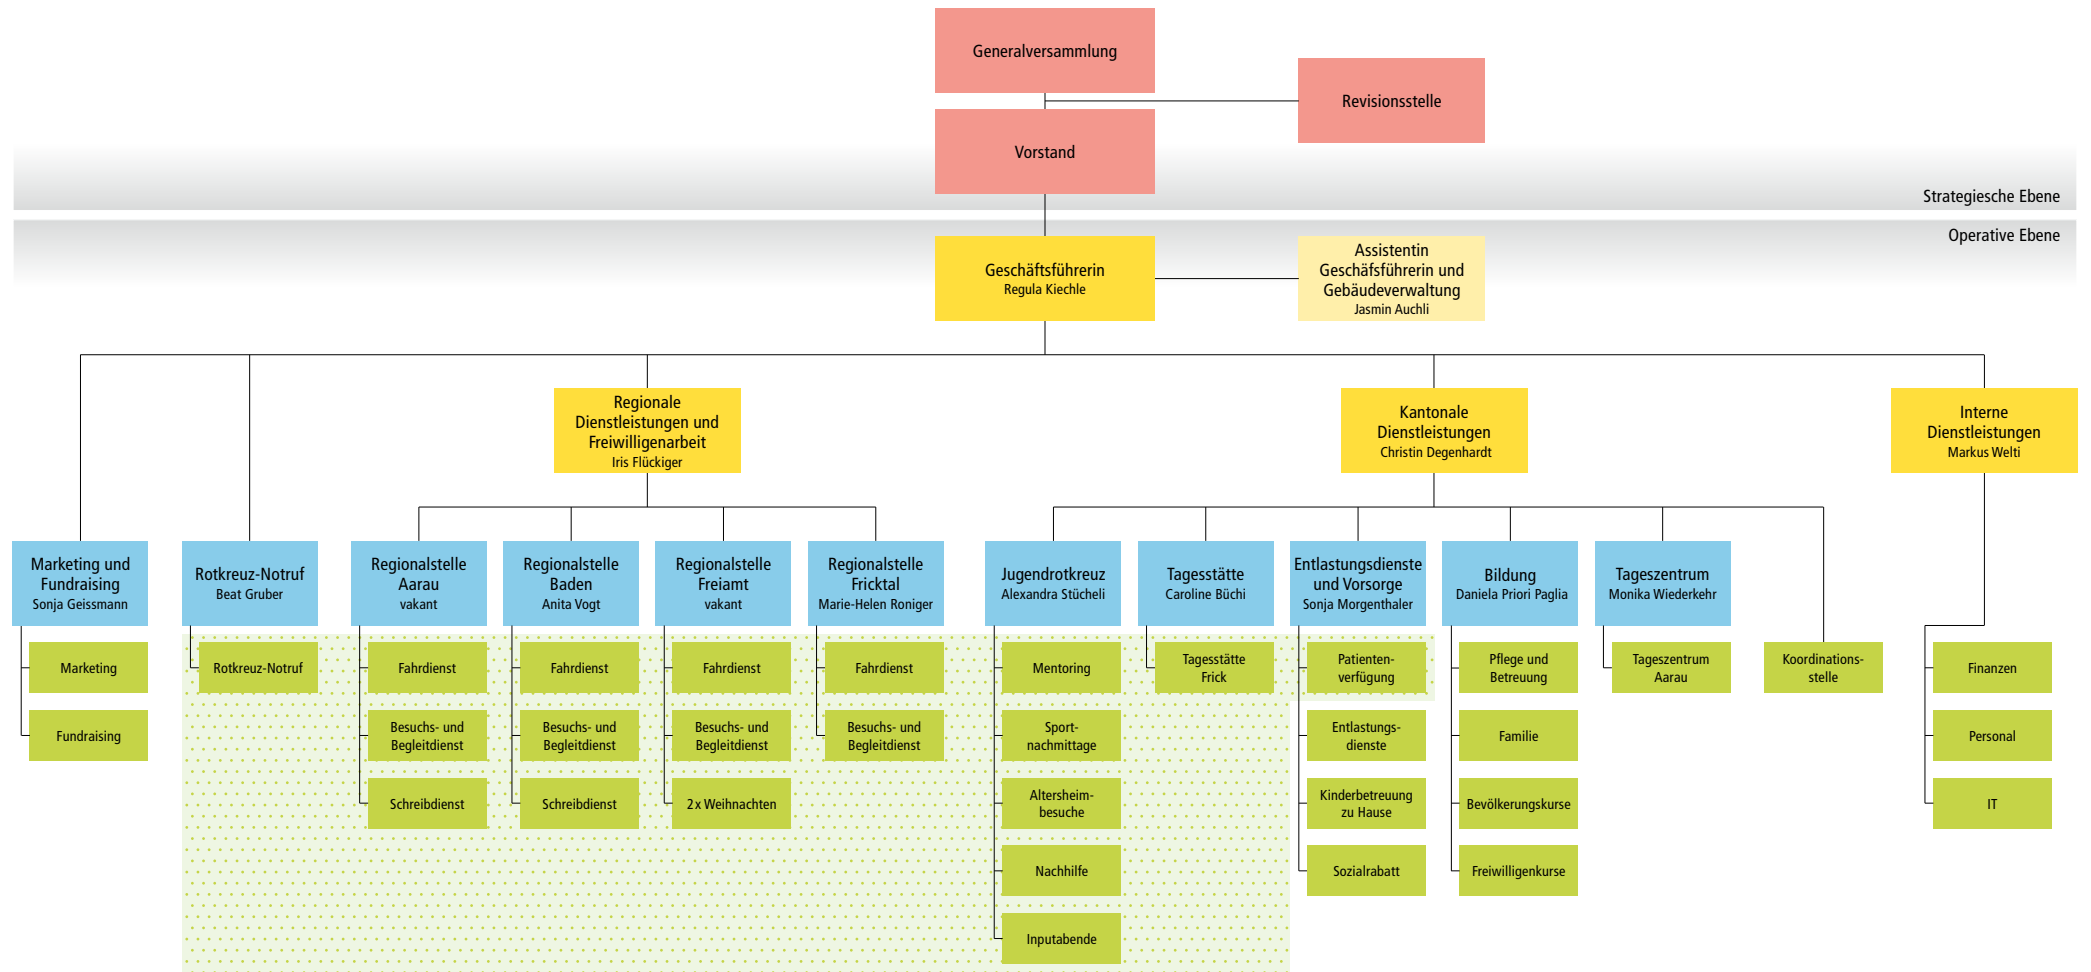 Generalversammlung
Revisionsstelle
Vorstand
Strategiesche Ebene
Operative Ebene
Geschäftsführerin
Regula Kiechle
Assistentin
Geschäfsführerin und
Gebäudeverwaltung
Jasmin Auchli
Regionale
Dienstleistungen und
Freiwilligenarbeit
Iris Flückiger
Kantonale
Dienstleistungen
Christin Degenhardt
Interne
Dienstleistungen
Markus Welti
Marketing und
Fundraising
Sonja Geissmann
Rotkreuz-Notruf
Beat Gruber
Regionalstelle
Aarau
vakant
Regionalstelle
Baden
Anita Vogt
Regionalstelle
Freiamt
vakant
Regionalstelle
Fricktal
Marie-Helen Roniger
Jugendrotkreuz
Alexandra Stücheli
Tagesstätte
Caroline Büchi
Entlastungsdienste
und Vorsorge
Sonja Morgenthaler
Bildung
Daniela Priori Paglia
Tageszentrum
Monika Wiederkehr
Marketing
Rotkreuz-Notruf
Fahrdienst
Fahrdienst
Fahrdienst
Fahrdienst
Mentoring
Tagesstätte
Frick
Patienten-
verfügung
Pflege und
Betreuung
Tageszentrum
Aarau
Koordinations-
stelle
Finanzen
Fundraising
Besuchs- und
Begleitdienst
Besuchs- und
Begleitdienst
Besuchs- und
Begleitdienst
Besuchs- und
Begleitdienst
Sport-
nachmittage
Entlastungs-
dienste
Familie
Personal
Schreibdienst
Schreibdienst
2x Weihnachten
Altersheim-
besuche
Kinderbetreuung
zu Hause
Bevölkerungskurse
IT
Nachhilfe
Sozialrabatt
Freiwilligenkurse
Inputabende